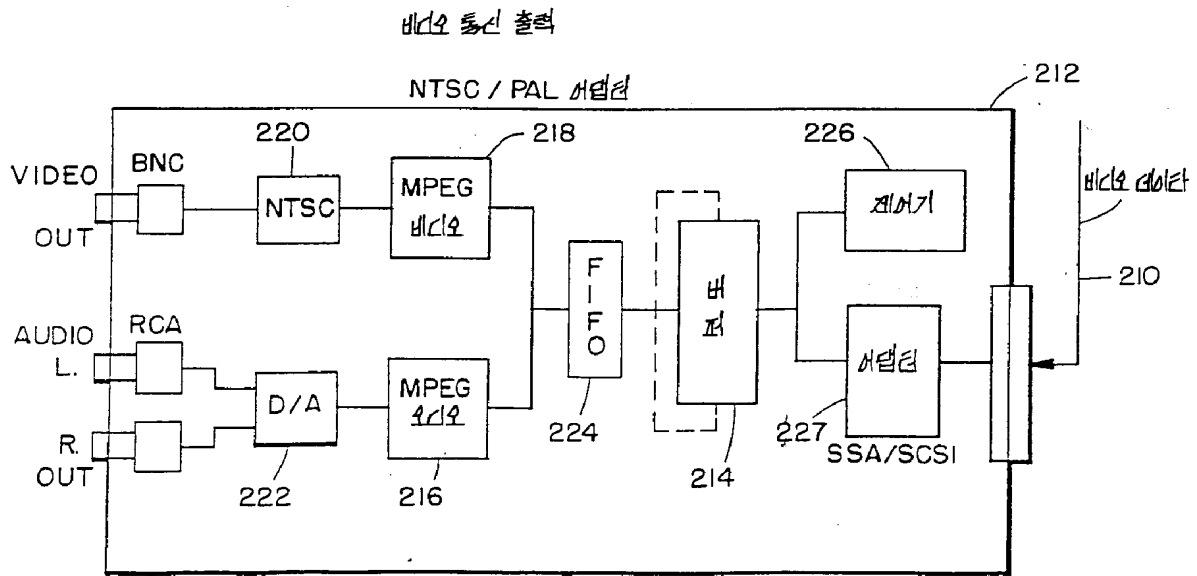 비디오 통신 출력
NTSC / PAL 어댑터
212
220
218
226
VIDEO
OUT
BNC
NTSC
MPEG
비디오
제어기
비디오 데이타
210
F
I
F
O
버
퍼
AUDIO
L.
RCA
R.
OUT
D/A
MPEG
오디오
어댑터
224
227
SSA/SCSI
222
216
214